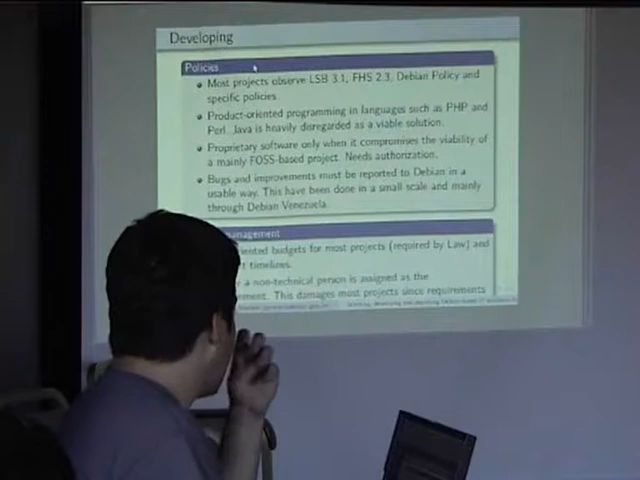 Developing
Policies
Most projects observe LSB 3.1, FHS 2.3, Debian Policy and
specific policies.
Product-oriented programming in languages such as PHP and
Perl. Java is heavily disregarded as a viable solution.
Proprietary software only when it compromises the viability of
a mainly FOSS-based project. Needs authorization.
Bugs and improvements must be reported to Debian in a
usable way. This have been done in a small scale and mainly
through Debian Venezuela.
anagement
iented budgets for most projects (required by Law) and
t timelines.
a non-technical person is assigned as the
ement. This damages most projects since requirements